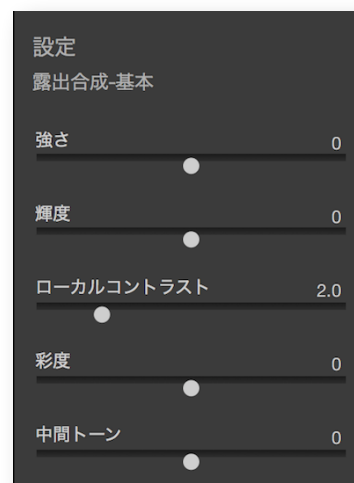 設定
露出合成-基本
強さ 0
輝度 0
ローカルコントラスト 2.0
彩度 0
中間トーン 0